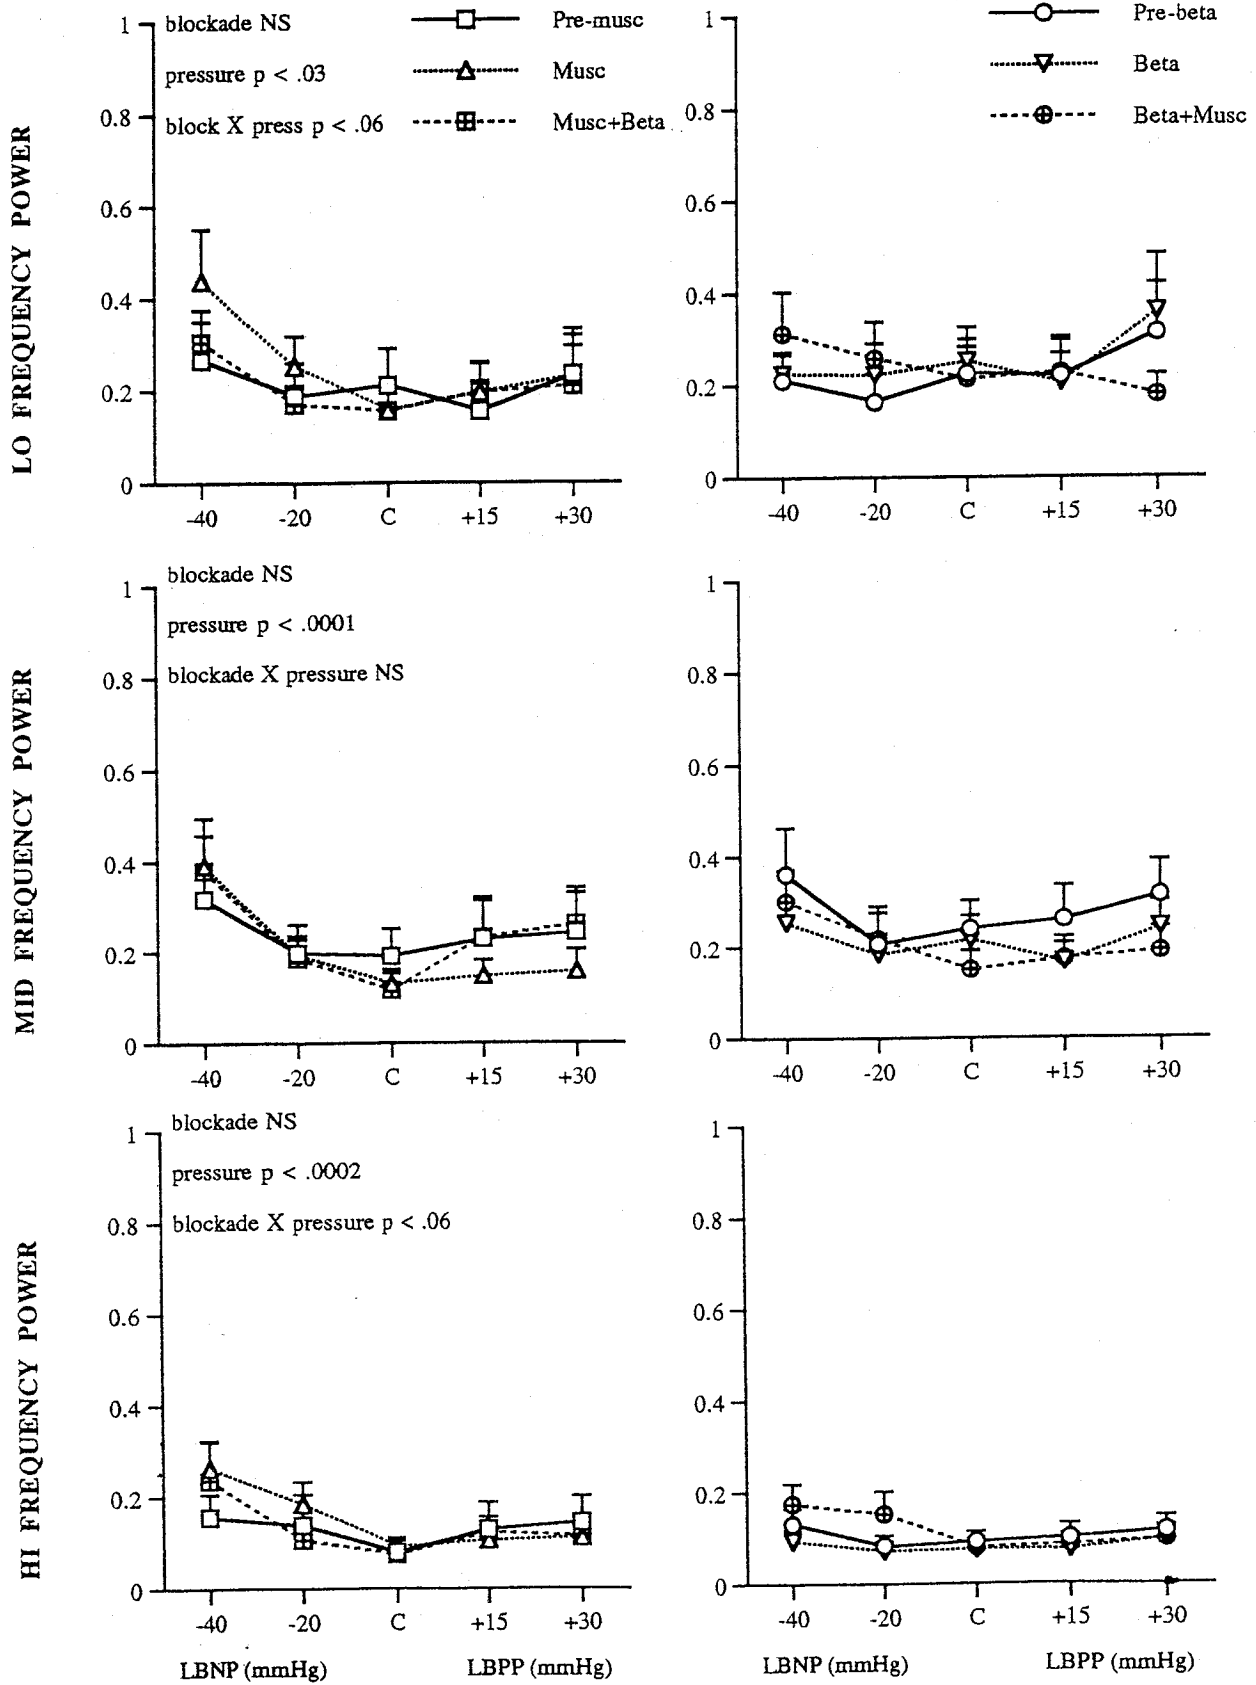 1 blockade NS Pre-musc
pressure p < .03 Musc
0.8 block X press p < .06 Musc+Beta
0.6
0.4
0.2
0
-40 -20 C +15 +30
LO FREQUENCY POWER
1 Pre-beta
Beta
0.8 Beta+Musc
0.6
0.4
0.2
0
-40 -20 C +15 +30
1 blockade NS
pressure p < .0001
0.8 blockade X pressure NS
0.6
0.4
0.2
0
-40 -20 C +15 +30
MID FREQUENCY POWER
1
0.8
0.6
0.4
0.2
0
-40 -20 C +15 +30
1 blockade NS
pressure p < .0002
0.8 blockade X pressure p < .06
0.6
0.4
0.2
0
-40 -20 C +15 +30
LBNP (mmHg) LBPP (mmHg)
HI FREQUENCY POWER
1
0.8
0.6
0.4
0.2
0
-40 -20 C +15 +30
LBNP (mmHg) LBPP (mmHg)